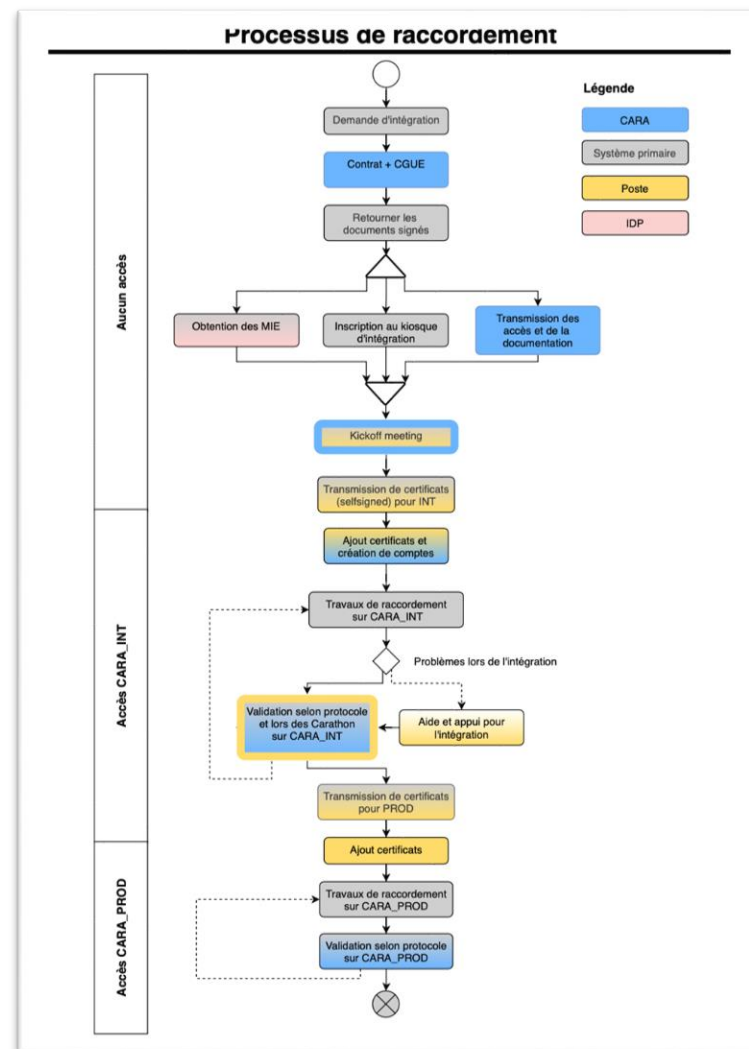 Processus de raccordement
Légende
CARA
Système primaire
Poste
IDP
Aucun accès
Demande d'intégration
Contrat + CGUE
Retourner les
documents signés
Obtention des MIE
Inscription au kiosque
d'intégration
Transmission des
accès et de la
documentation
Kickoff meeting
Transmission de certificats
(selfsigned) pour INT
Accès CARA_INT
Ajout certificats et
création de comptes
Travaux de raccordement
sur CARA_INT
Problèmes lors de l'intégration
Validation selon protocole
et lors des Carathon
sur CARA_INT
Aide et appui pour
l'intégration
Transmission de certificats
pour PROD
Accès CARA_PROD
Ajout certificats
Travaux de raccordement
sur CARA_PROD
Validation selon protocole
sur CARA_PROD